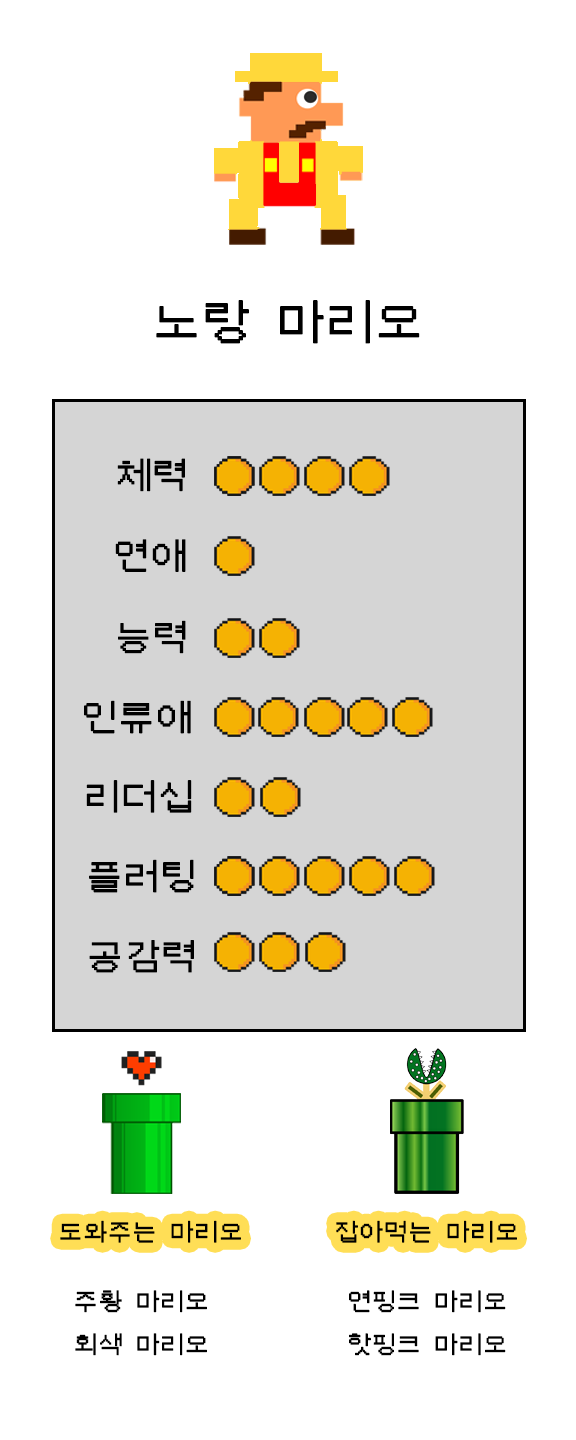 노랑 마리오
체력
연애
능력
인류애
리더십
플러팅
공감력
도와주는 마리오
주황 마리오
회색 마리오
잡아먹는 마리오
연핑크 마리오
핫핑크 마리오